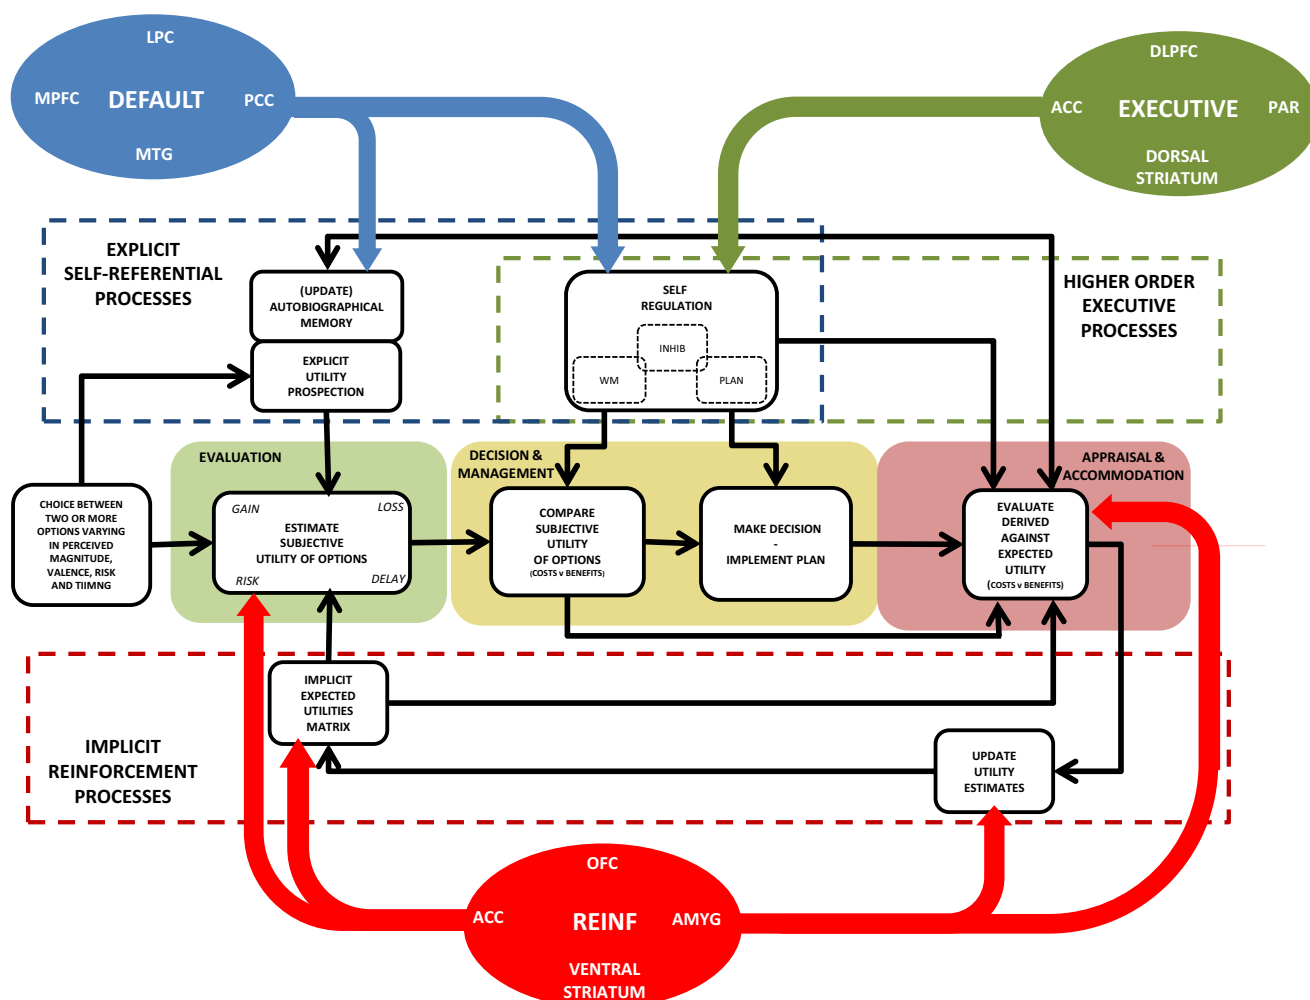 LPC
MPFC
DEFAULT
PCC
MTG
DLPFC
ACC
EXECUTIVE
PAR
DORSAL
STRIATUM
EXPLICIT
SELF-REFERENTIAL
PROCESSES
(UPDATE)
AUTOBIOGRAPHICAL
MEMORY
EXPLICIT
UTILITY
PROSPECTION
SELF
REGULATION
INHIB
WM
PLAN
HIGHER ORDER
EXECUTIVE
PROCESSES
EVALUATION
DECISION &
MANAGEMENT
APPRAISAL &
ACCOMMODATION
CHOICE BETWEEN
TWO OR MORE
OPTIONS VARYING
IN PERCEIVED
MAGNITUDE,
VALENCE, RISK
AND TIIMNG
GAIN
LOSS
ESTIMATE
SUBJECTIVE
UTILITY OF OPTIONS
RISK
DELAY
COMPARE
SUBJECTIVE
UTILITY
OF OPTIONS
(COSTS v BENEFITS)
MAKE DECISION
-
IMPLEMENT PLAN
EVALUATE
DERIVED
AGAINST
EXPECTED
UTILITY
(COSTS v BENEFITS)
IMPLICIT
EXPECTED
UTILITIES
MATRIX
IMPLICIT
REINFORCEMENT
PROCESSES
UPDATE
UTILITY
ESTIMATES
OFC
ACC
REINF
AMYG
VENTRAL
STRIATUM